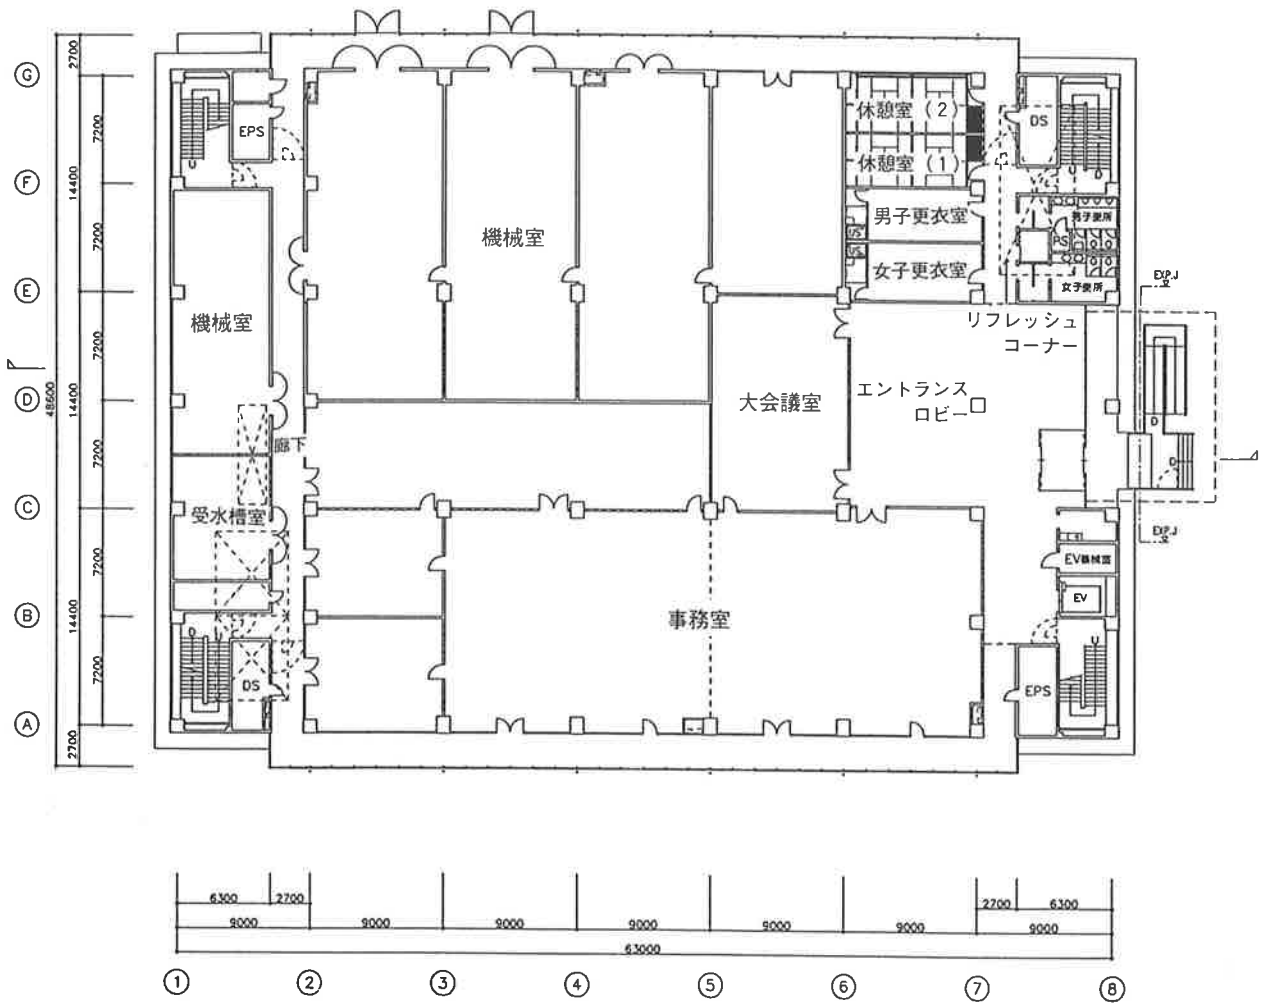 G
F
E
D
C
B
A
2700
7200
14400
7200
7200
48600
14400
7200
7200
14400
7200
2700
EPS
U
休憩室 (2)
休憩室 (1)
DS
D
U
男子更衣室
女子更衣室
US
US
男子便所
PS
女子便所
機械室
機械室
EXP.J
リフレッシュ
コーナー
大会議室
エントランス
ロビー
廊下
受水槽室
D
D
EXP.J
EV機械室
EV
事務室
D
U
DS
EPS
U
6300
2700
2700
6300
9000
9000
9000
9000
9000
9000
9000
63000
1
2
3
4
5
6
7
8